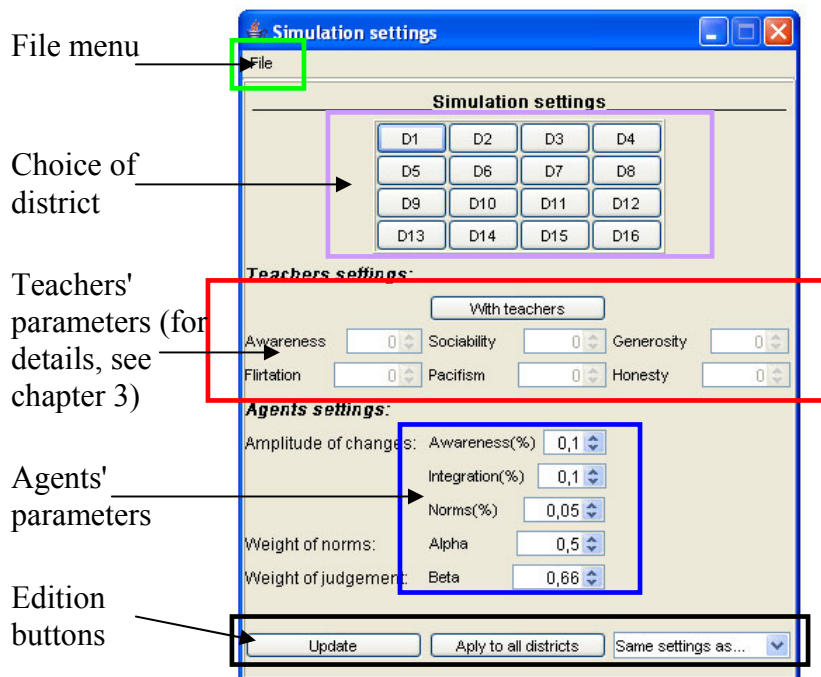 Simulation settings
File menu
File
Simulation settings
D1 D2 D3 D4
Choice of
district
D5 D6 D7 D8
D9 D10 D11 D12
D13 D14 D15 D16
Teachers settings:
Teachers'
parameters (for
details, see
chapter 3)
With teachers
Awareness 0 Sociability 0 Generosity 0
Flirtation 0 Pacifism 0 Honesty 0
Agents settings:
Amplitude of changes: Awareness(%) 0,1
Integration(%) 0,1
Norms(%) 0,05
Agents'
parameters
Weight of norms: Alpha 0,5
Weight of judgement: Beta 0,66
Edition
buttons
Update Aply to all districts Same settings as...